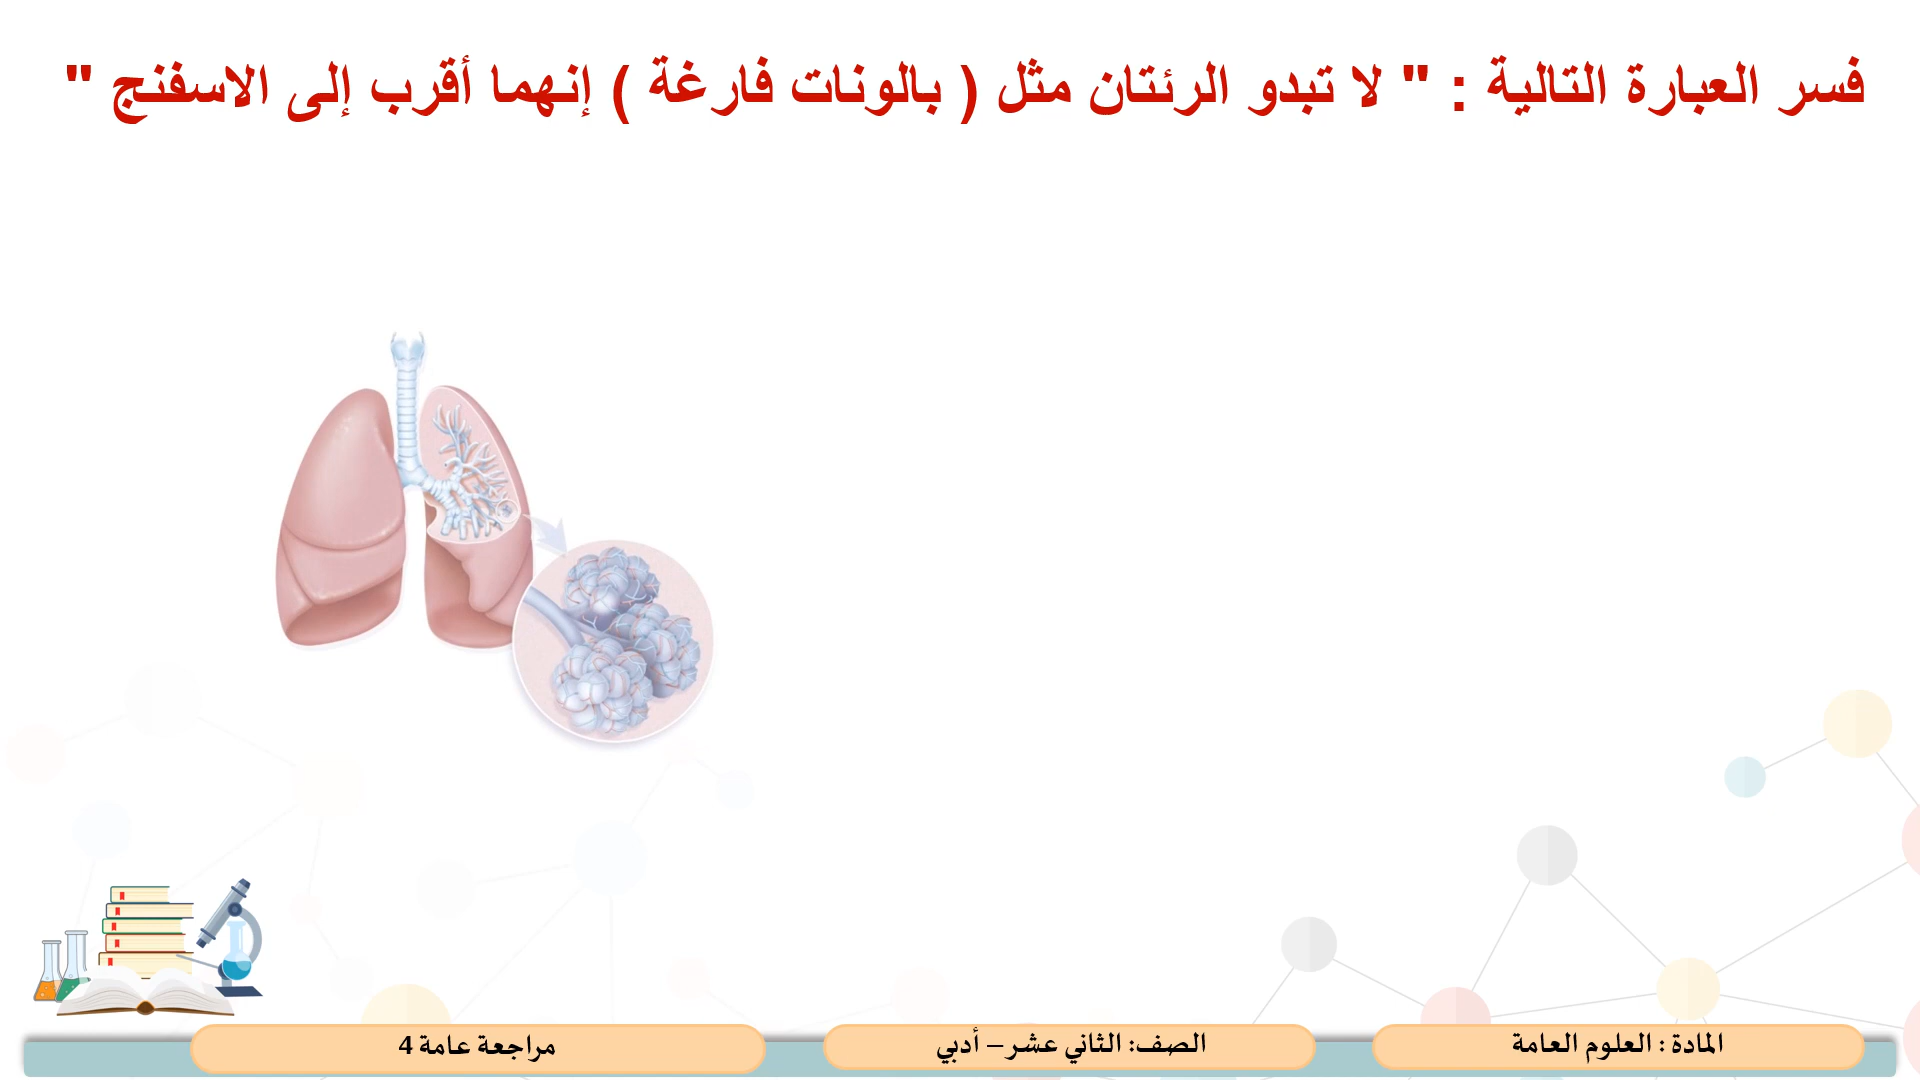 فسر العبارة التالية : " لا تبدو الرئتان مثل ( بالونات فارغة ) إنهما أقرب إلى الاسفنج "
المادة : العلوم العامة
الصف: الثاني عشر – أدبي
مراجعة عامة 4